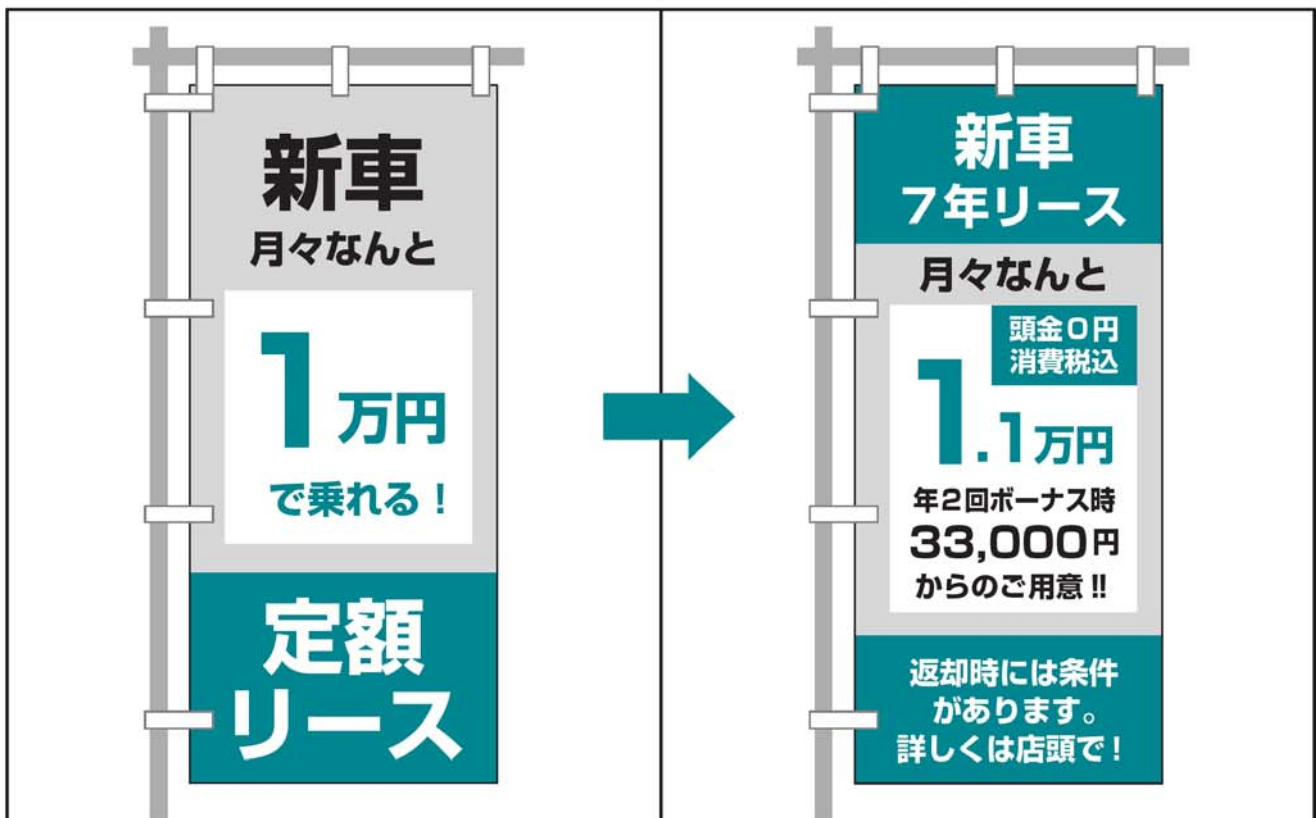 新車
月々なんと
1万円
で乗れる！
定額
リース
新車
7年リース
月々なんと
頭金0円
消費税込
1.1万円
年2回ボーナス時
33,000円
からのご用意!!
返却時には条件
があります。
詳しくは店頭で！